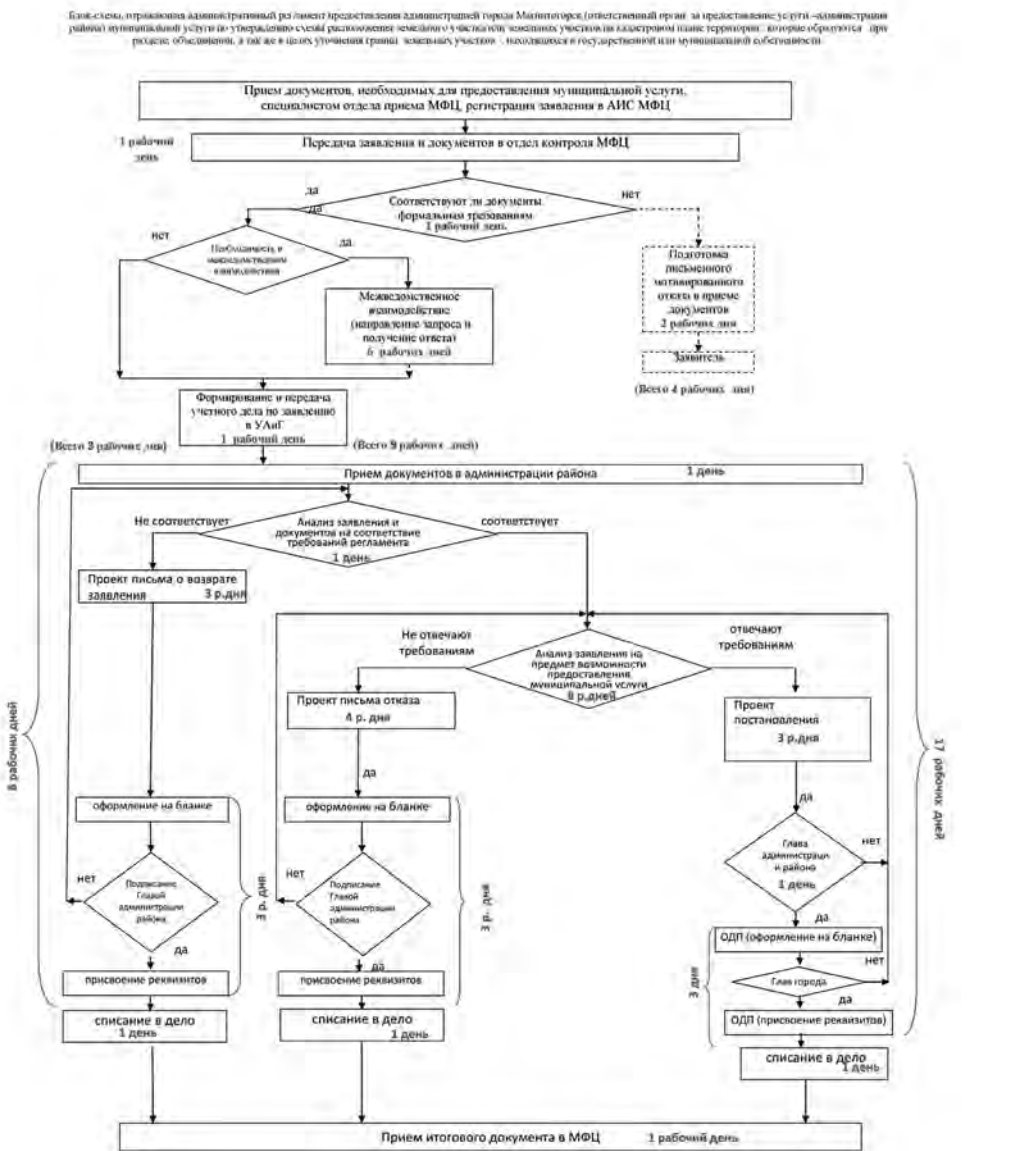 Блок-схема, отражающая административный регламент предоставления администрацией города Магнитогорск (ответственный орган за предоставление услуги –администрация
района) муниципальной услуги по утверждению схемы расположения земельного участка или земельных участков на кадастровом плане территории, которые образуются при
разделе, объединении, а так же в целях уточнения границ земельных участков , находящихся в государственной или муниципальной собственности
Прием документов, необходимых для предоставления муниципальной услуги,
специалистом отдела приема МФЦ, регистрация заявления в АИС МФЦ
1 рабочий
день
Передача заявления и документов в отдел контроля МФЦ
да
да
нет
Соответствуют ли документы
формальным требованиям
1 рабочий день
нет
да
Необходимость в
межведомственном
взаимодействии
Подготовка
письменного
мотивированного
отказа в приеме
документов
2 рабочих дня
Межведомственное
взаимодействие
(направление запроса и
получение ответа)
6 рабочих дней
Заявитель
(Всего 4 рабочих дня)
Формирование и передача
учетного дела по заявлению
в УАиГ
1 рабочий день
(Всего 3 рабочих дня)
(Всего 9 рабочих дней)
Прием документов в администрации района 1 день
Не соответствует
соответствует
Анализ заявления и
документов на соответствие
требований регламента
1 день
Проект письма о возврате
заявления 3 р.дня
Не отвечают
требованиям
отвечают
требованиям
Анализ заявления на
предмет возможности
предоставления
муниципальной услуги
8 р.дней
Проект письма отказа
4 р. дня
Проект
постановления
3 р.дня
8 рабочих дней
17 рабочих дней
да
да
оформление на бланке
оформление на бланке
Глава
администраци
и района
1 день
нет
нет
Подписание
Главой
администрации
района
3 р. дня
нет
Подписание
Главой
администрации
района
3 р. дня
да
ОДП (оформление на бланке)
нет
да
да
Глав города
3 дня
присвоение реквизитов
присвоение реквизитов
да
ОДП (присвоение реквизитов)
списание в дело
1 день
списание в дело
1 день
списание в дело
1 день
Прием итогового документа в МФЦ 1 рабочий день